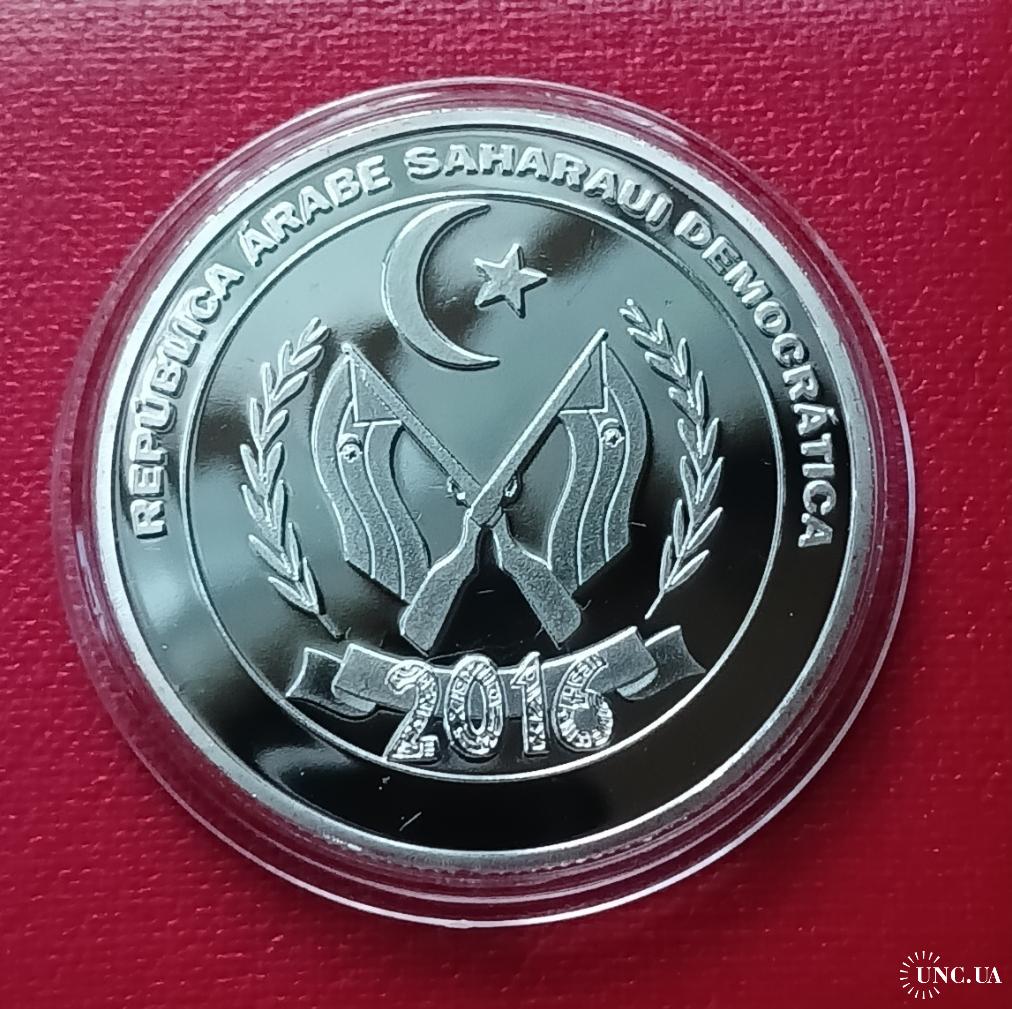 REPÚBLICA ÁRABE SAHARAUI DEMOCRÁTICA
2016
UNC.UA